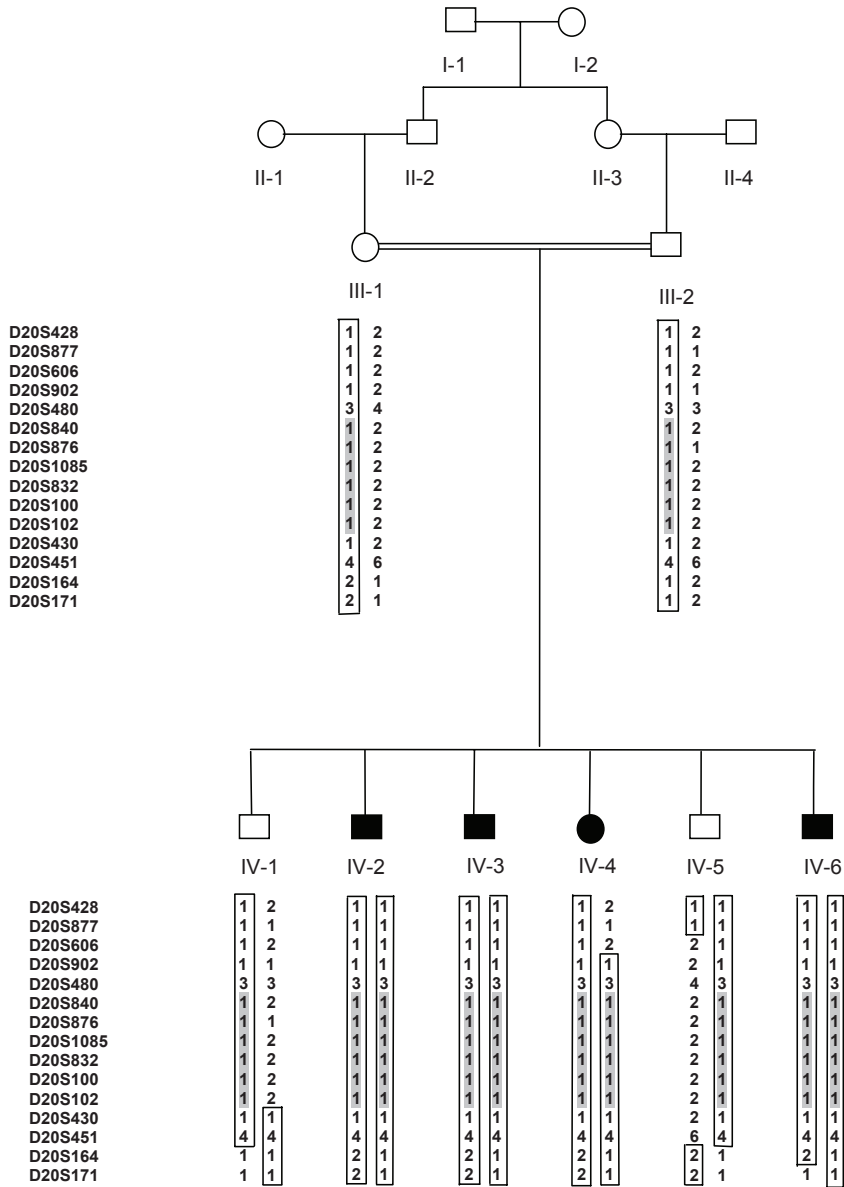 I-1 I-2
II-1 II-2 II-3 II-4
III-1 III-2
D20S428 1 2 1 2
D20S877 1 2 1 1
D20S606 1 2 1 2
D20S902 1 2 1 1
D20S480 3 4 3 3
D20S840 1 2 1 2
D20S876 1 2 1 1
D20S1085 1 2 1 2
D20S832 1 2 1 2
D20S100 1 2 1 2
D20S102 1 2 1 2
D20S430 1 2 1 2
D20S451 4 6 4 6
D20S164 2 1 1 2
D20S171 2 1 1 2
IV-1 IV-2 IV-3 IV-4 IV-5 IV-6
D20S428 1 2 1 1 1 1 1 2 1 1 1 1
D20S877 1 1 1 1 1 1 1 1 1 1 1 1
D20S606 1 2 1 1 1 1 1 2 2 1 1 1
D20S902 1 1 1 1 1 1 1 1 2 1 1 1
D20S480 3 3 3 3 3 3 3 3 4 3 3 3
D20S840 1 2 1 1 1 1 1 1 2 1 1 1
D20S876 1 1 1 1 1 1 1 1 2 1 1 1
D20S1085 1 2 1 1 1 1 1 1 2 1 1 1
D20S832 1 2 1 1 1 1 1 1 2 1 1 1
D20S100 1 2 1 1 1 1 1 1 2 1 1 1
D20S102 1 2 1 1 1 1 1 1 2 1 1 1
D20S430 1 1 1 1 1 1 1 1 2 1 1 1
D20S451 4 4 4 4 4 4 4 4 6 4 4 4
D20S164 1 1 2 1 2 1 2 1 2 1 2 1
D20S171 1 1 2 1 2 1 2 1 2 1 1 1